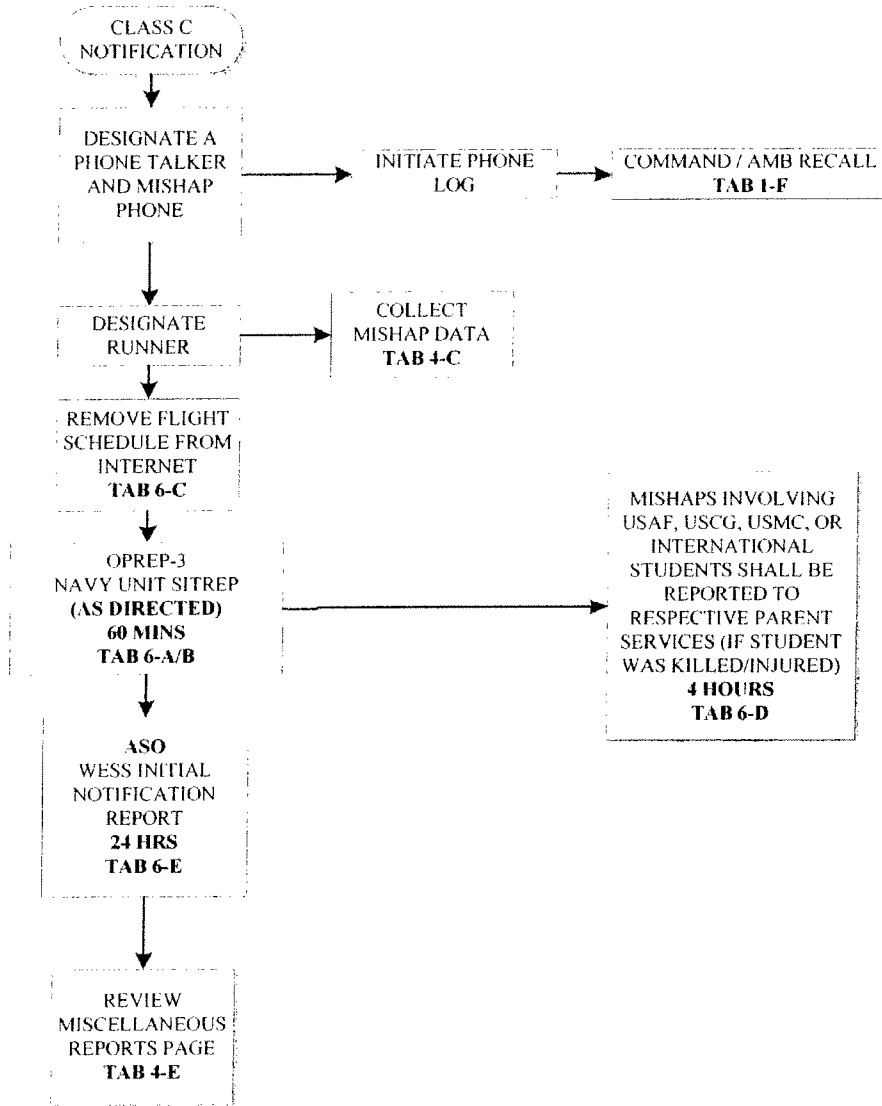 CLASS C
NOTIFICATION
DESIGNATE A
PHONE TALKER
AND MISHAP
PHONE
INITIATE PHONE
LOG
COMMAND / AMB RECALL
TAB 1-F
DESIGNATE
RUNNER
COLLECT
MISHAP DATA
TAB 4-C
REMOVE FLIGHT
SCHEDULE FROM
INTERNET
TAB 6-C
OPREP-3
NAVY UNIT SITREP
(AS DIRECTED)
60 MINS
TAB 6-A/B
MISHAPS INVOLVING
USAF, USCG, USMC, OR
INTERNATIONAL
STUDENTS SHALL BE
REPORTED TO
RESPECTIVE PARENT
SERVICES (IF STUDENT
WAS KILLED/INJURED)
4 HOURS
TAB 6-D
ASO
WESS INITIAL
NOTIFICATION
REPORT
24 HRS
TAB 6-E
REVIEW
MISCELLANEOUS
REPORTS PAGE
TAB 4-E